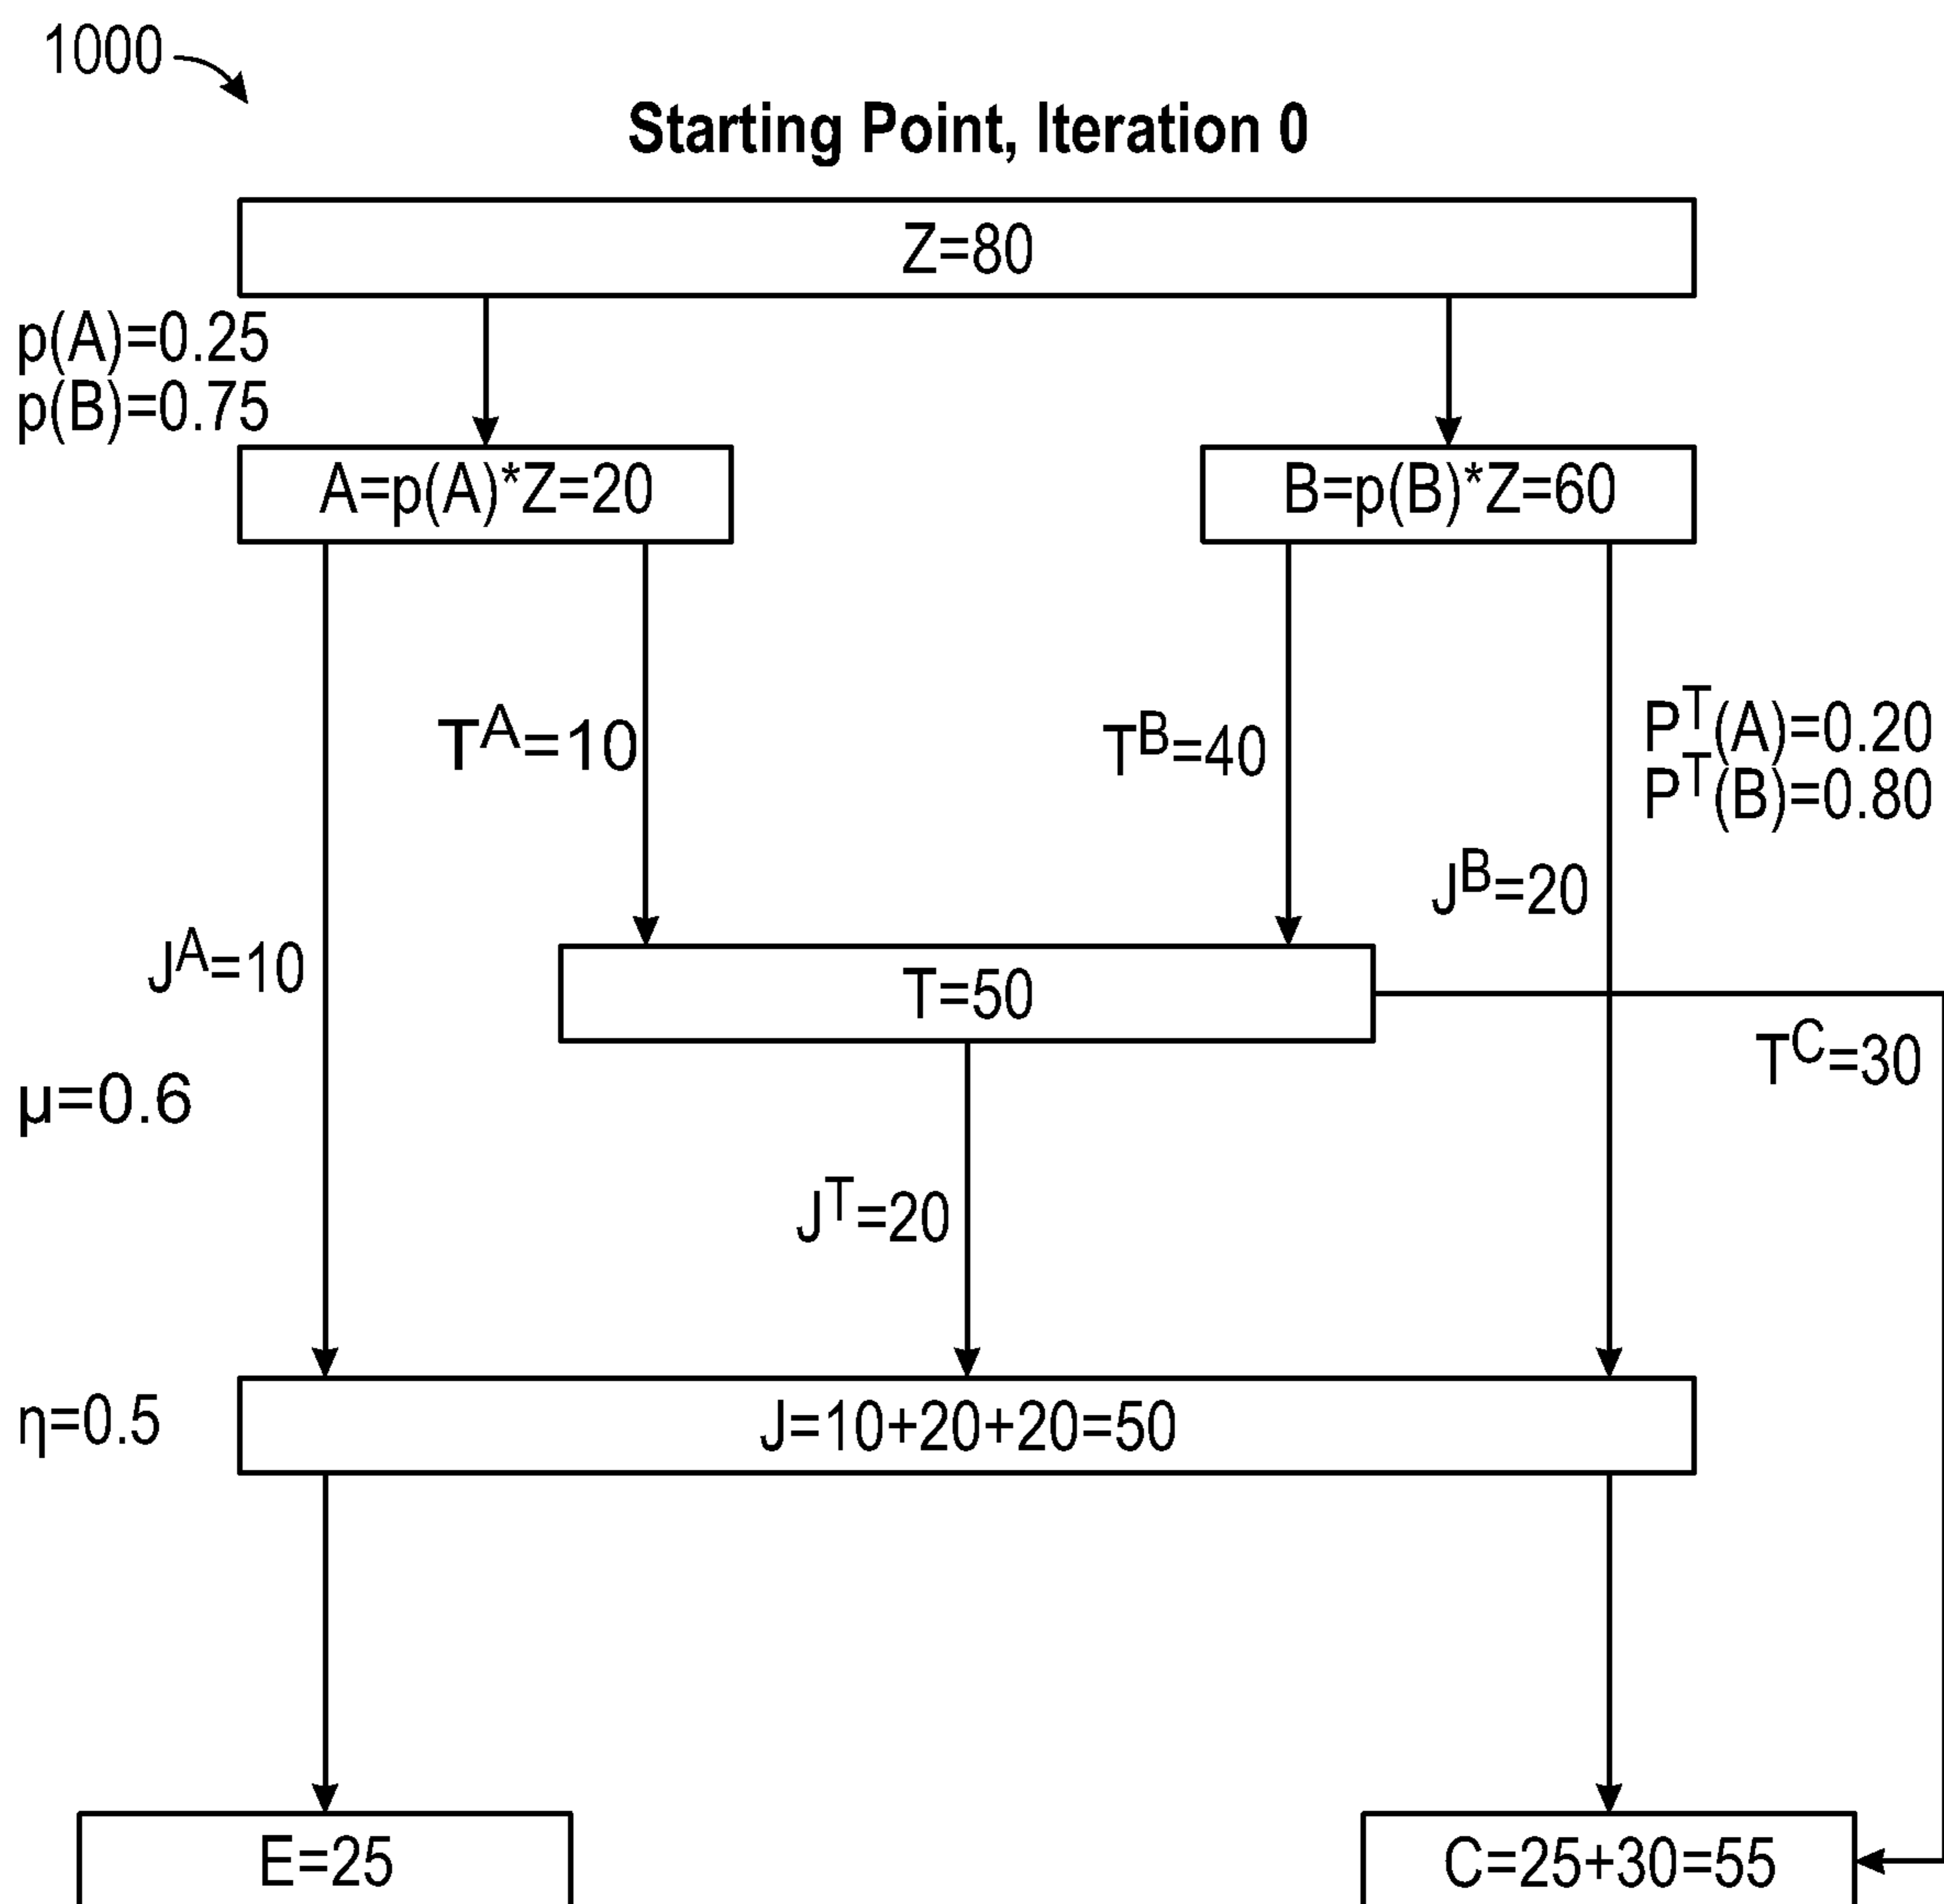 1000
Starting Point, Iteration 0
Z=80
p(A)=0.25
p(B)=0.75
A=p(A)*Z=20
B=p(B)*Z=60
T^A=10
T^B=40
P^T(A)=0.20
P^T(B)=0.80
J^B=20
J^A=10
T=50
T^C=30
μ=0.6
J^T=20
η=0.5
J=10+20+20=50
E=25
C=25+30=55